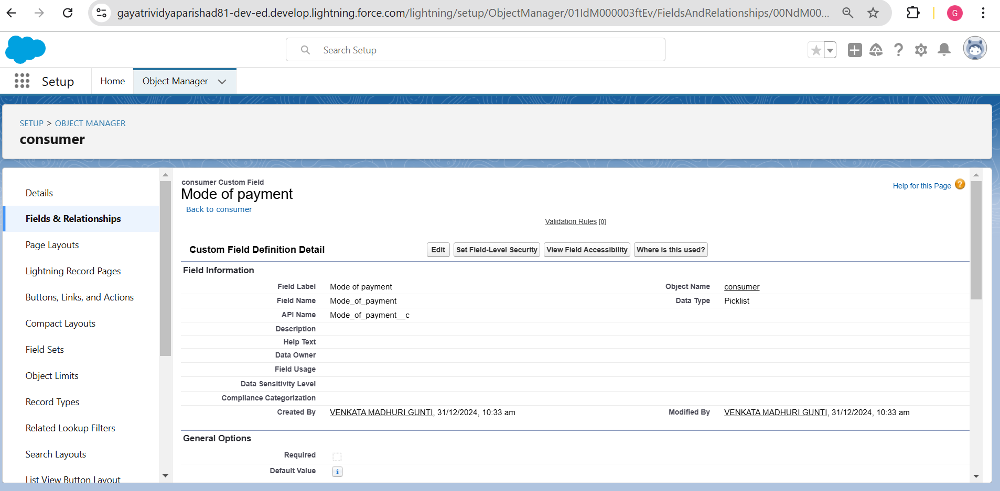 gayatrividyaparishad81-dev-ed.develop.lightning.force.com/lightning/setup/ObjectManager/01IdM000003ftEv/FieldsAndRelationships/00NdM00...
G
Search Setup
Setup
Home
Object Manager
SETUP > OBJECT MANAGER
consumer
Details
Fields & Relationships
Page Layouts
Lightning Record Pages
Buttons, Links, and Actions
Compact Layouts
Field Sets
Object Limits
Record Types
Related Lookup Filters
Search Layouts
List View Button Layout
consumer Custom Field
Mode of payment
Help for this Page ?
Back to consumer
Validation Rules [0]
Custom Field Definition Detail
Edit
Set Field-Level Security
View Field Accessibility
Where is this used?
Field Information
Field Label Mode of payment Object Name consumer
Field Name Mode_of_payment Data Type Picklist
API Name Mode_of_payment__c
Description
Help Text
Data Owner
Field Usage
Data Sensitivity Level
Compliance Categorization
Created By VENKATA MADHURI GUNTI, 31/12/2024, 10:33 am Modified By VENKATA MADHURI GUNTI, 31/12/2024, 10:33 am
General Options
Required
Default Value i